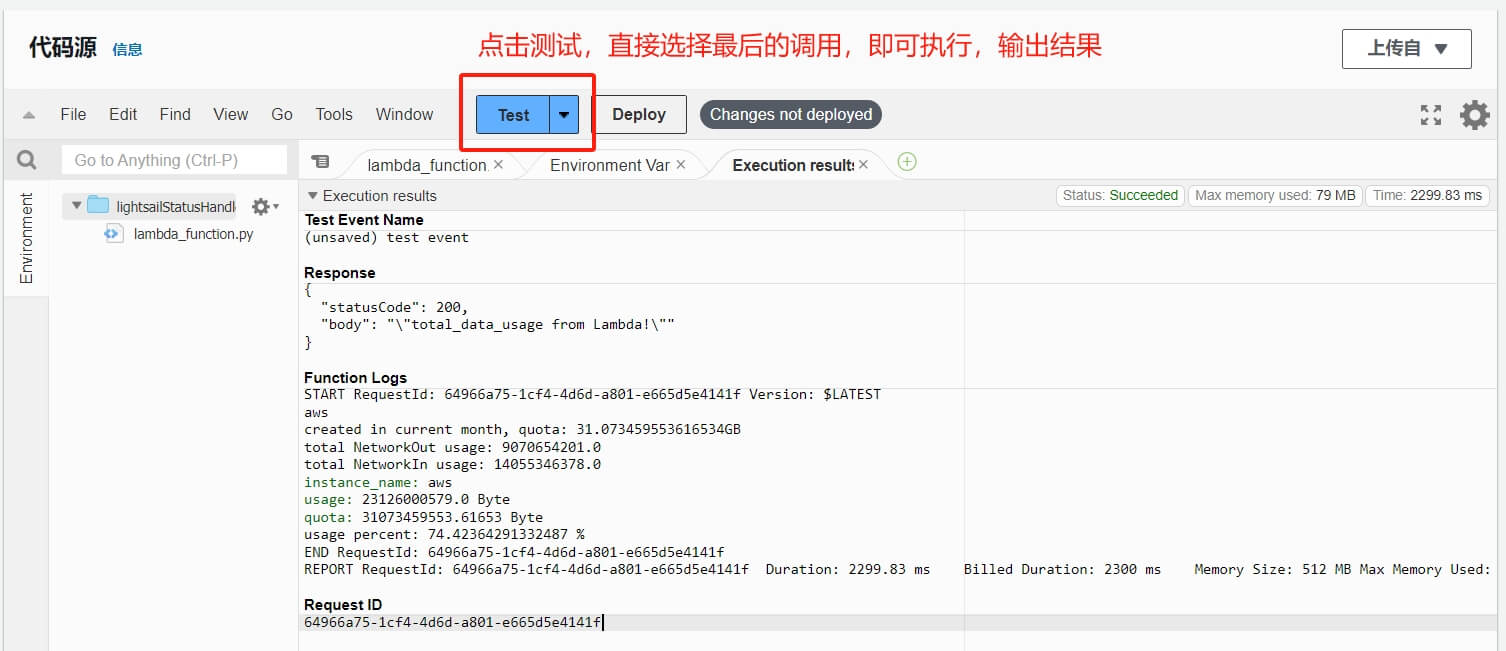 代码源 信息
点击测试，直接选择最后的调用，即可执行，输出结果
上传自
File Edit Find View Go Tools Window Test Deploy Changes not deployed
Go to Anything (Ctrl-P)
lambda_function Environment Var Execution results
Environment
lightsailStatusHandl
lambda_function.py
Execution results Status: Succeeded Max memory used: 79 MB Time: 2299.83 ms
Test Event Name
(unsaved) test event
Response
{
"statusCode": 200,
"body": "\"total_data_usage from Lambda!\""
}
Function Logs
START RequestId: 64966a75-1cf4-4d6d-a801-e665d5e4141f Version: $LATEST
aws
created in current month, quota: 31.073459553616534GB
total NetworkOut usage: 9070654201.0
total NetworkIn usage: 14055346378.0
instance_name: aws
usage: 23126000579.0 Byte
quota: 31073459553.61653 Byte
usage percent: 74.42364291332487 %
END RequestId: 64966a75-1cf4-4d6d-a801-e665d5e4141f
REPORT RequestId: 64966a75-1cf4-4d6d-a801-e665d5e4141f Duration: 2299.83 ms Billed Duration: 2300 ms Memory Size: 512 MB Max Memory Used:
Request ID
64966a75-1cf4-4d6d-a801-e665d5e4141f